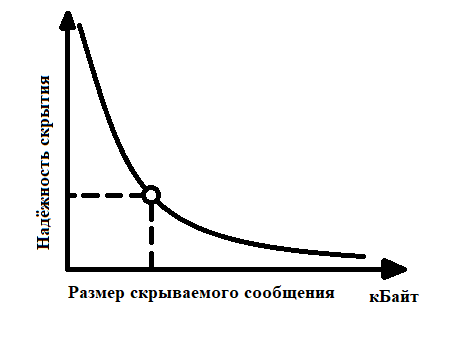 Надёжность скрытия
Размер скрываемого сообщения
кБайт